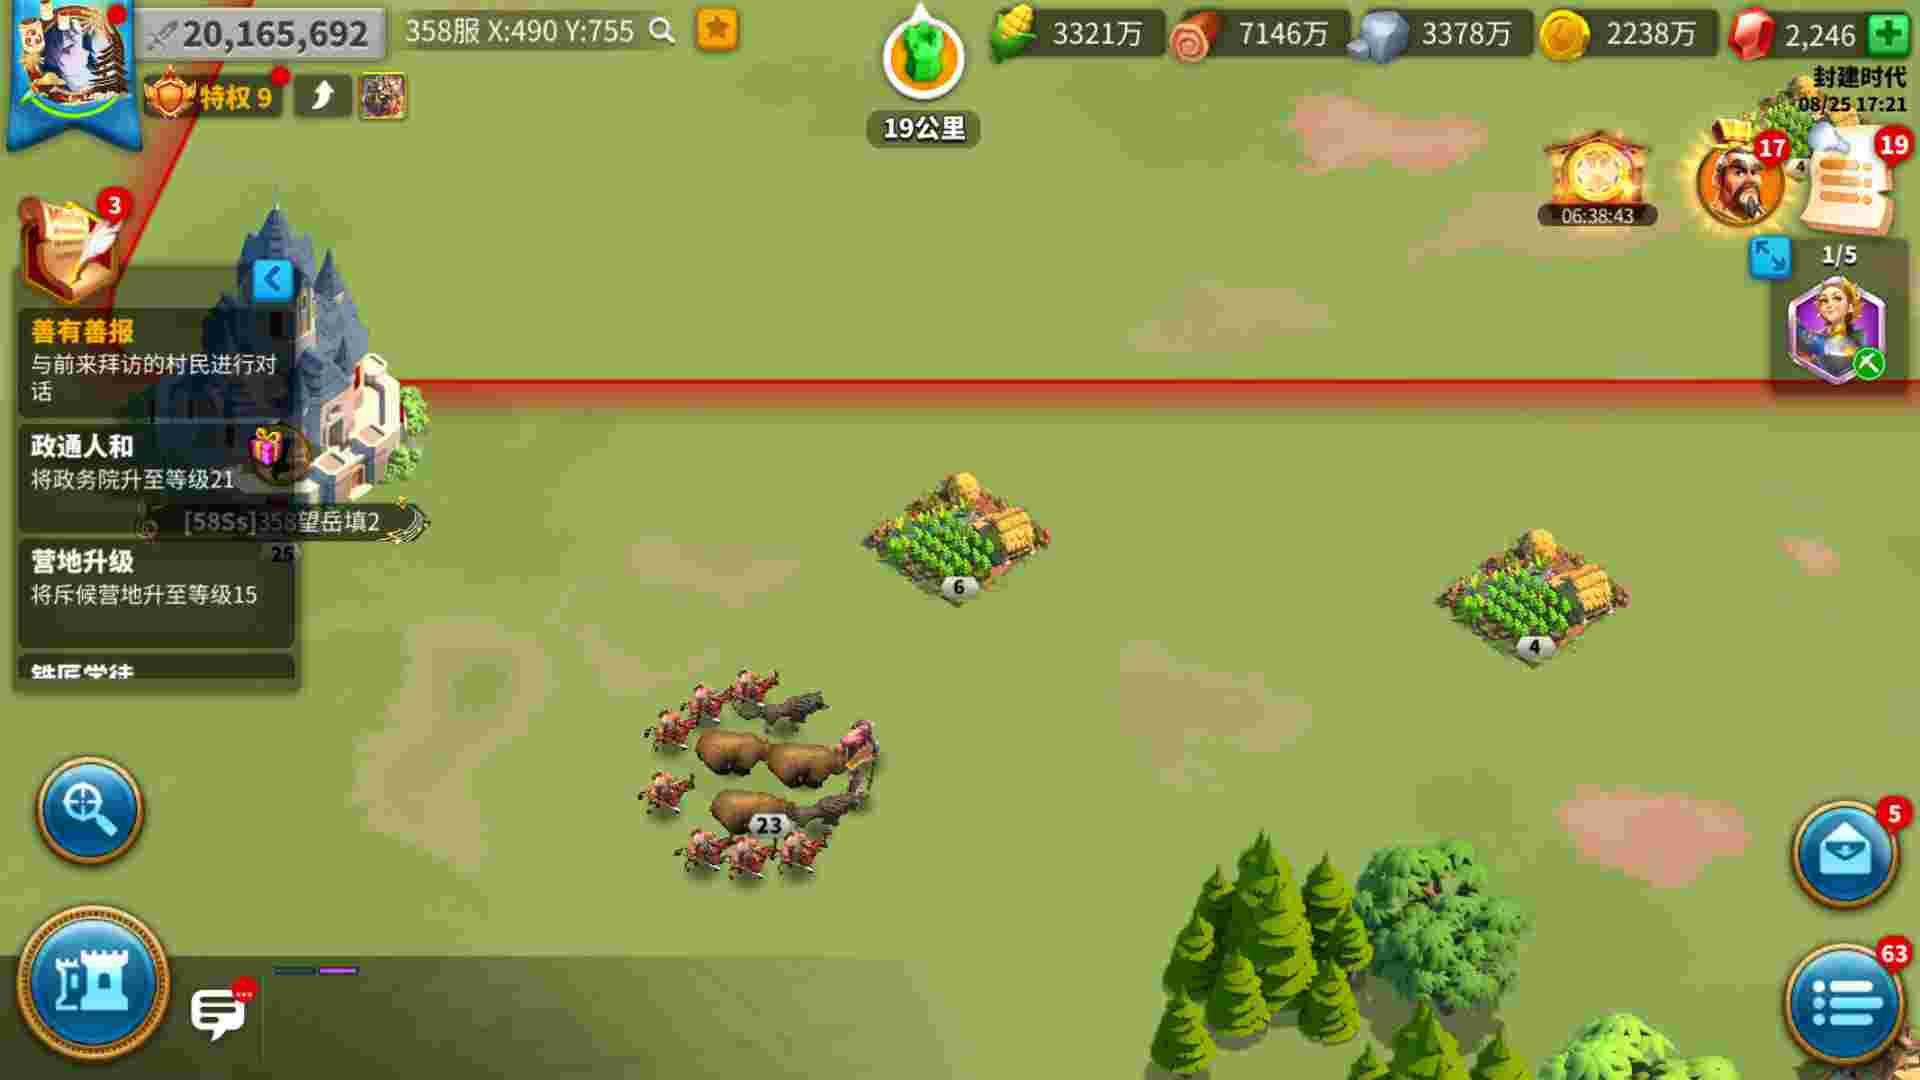 20,165,692
358服 X:490 Y:755
3321万
7146万
3378万
2238万
2,246
特权 9
19公里
封建时代
08/25 17:21
17
19
4
06:38:43
3
1/5
善有善报
与前来拜访的村民进行对
话
政通人和
将政务院升至等级21
[58Ss]358望岳填2
25
营地升级
将斥候营地升至等级15
铁匠学徒
6
4
23
5
63